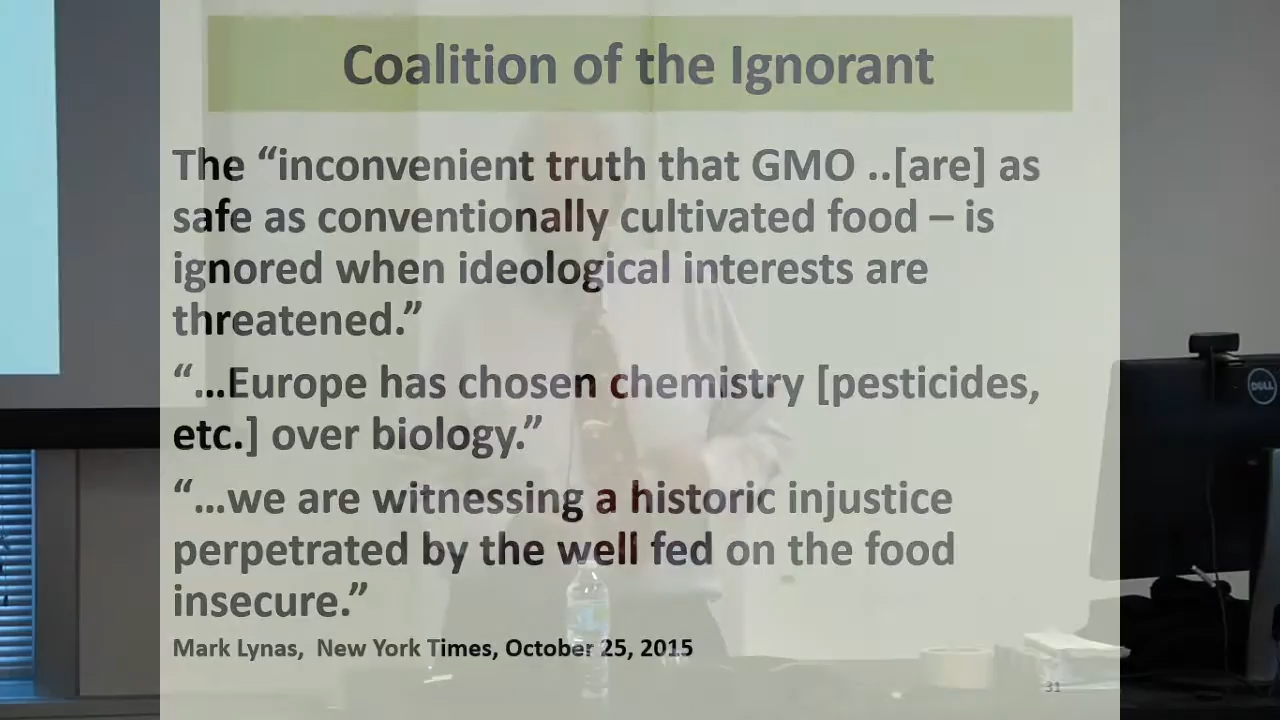 Coalition of the Ignorant
The “inconvenient truth that GMO ..[are] as
safe as conventionally cultivated food – is
ignored when ideological interests are
threatened.”
“...Europe has chosen chemistry [pesticides,
etc.] over biology.”
“...we are witnessing a historic injustice
perpetrated by the well fed on the food
insecure.”
Mark Lynas,  New York Times, October 25, 2015
31
DELL